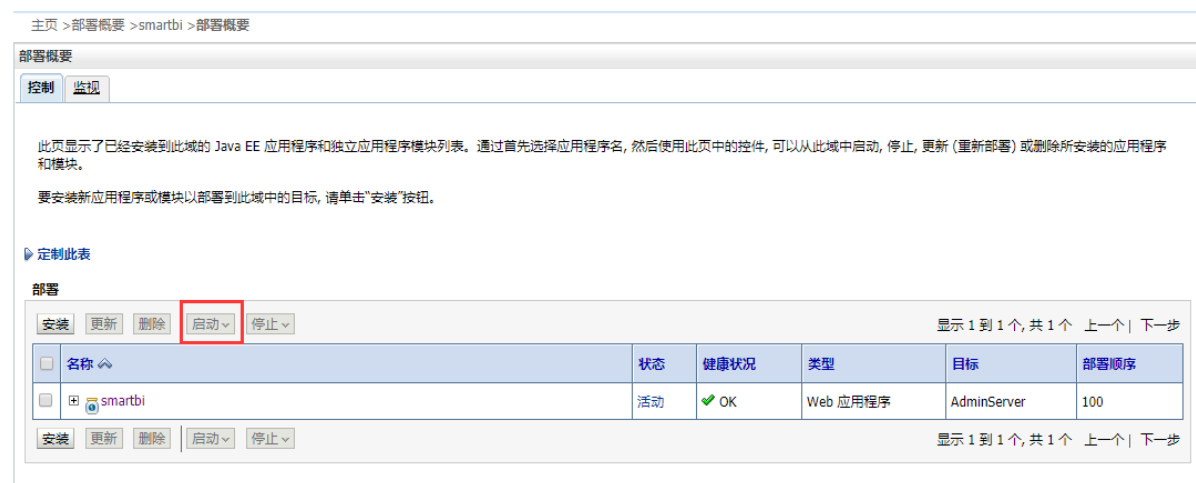 主页 >部署概要 >smartbi >部署概要
部署概要
控制 监视
此页显示了已经安装到此域的 Java EE 应用程序和独立应用程序模块列表。通过首先选择应用程序名, 然后使用此页中的控件, 可以从此域中启动, 停止, 更新 (重新部署) 或删除所安装的应用程序
和模块。
要安装新应用程序或模块以部署到此域中的目标, 请单击“安装”按钮。
定制此表
部署
安装 更新 删除 启动 停止 显示 1 到 1 个, 共 1 个 上一个 | 下一步
名称 状态 健康状况 类型 目标 部署顺序
smartbi 活动 OK Web 应用程序 AdminServer 100
安装 更新 删除 启动 停止 显示 1 到 1 个, 共 1 个 上一个 | 下一步